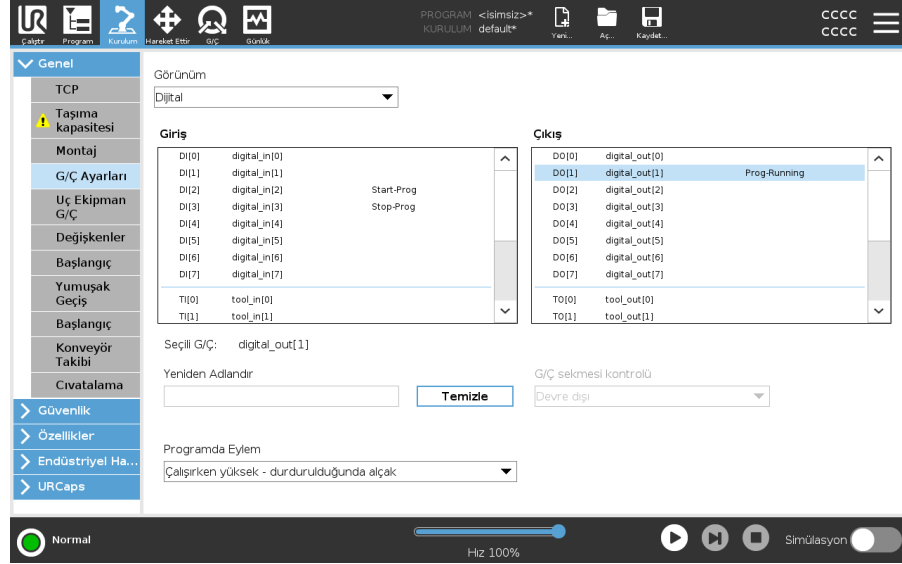 PROGRAM <isimsiz>*
KURULUM default*
cccc
cccc
Çalıştır Program Kurulum Hareket Ettir G/Ç Günlük Yeni... Aç... Kaydet...
Genel
TCP
Taşıma
kapasitesi
Montaj
G/Ç Ayarları
Uç Ekipman
G/Ç
Değişkenler
Başlangıç
Yumuşak
Geçiş
Başlangıç
Konveyör
Takibi
Cıvatalama
Güvenlik
Özellikler
Endüstriyel Ha...
URCaps
Görünüm
Dijital
Giriş
DI[0] digital_in[0]
DI[1] digital_in[1]
DI[2] digital_in[2] Start-Prog
DI[3] digital_in[3] Stop-Prog
DI[4] digital_in[4]
DI[5] digital_in[5]
DI[6] digital_in[6]
DI[7] digital_in[7]
TI[0] tool_in[0]
TI[1] tool_in[1]
Çıkış
DO[0] digital_out[0]
DO[1] digital_out[1] Prog-Running
DO[2] digital_out[2]
DO[3] digital_out[3]
DO[4] digital_out[4]
DO[5] digital_out[5]
DO[6] digital_out[6]
DO[7] digital_out[7]
TO[0] tool_out[0]
TO[1] tool_out[1]
Seçili G/Ç: digital_out[1]
Yeniden Adlandır
Temizle
G/Ç sekmesi kontrolü
Devre dışı
Programda Eylem
Çalışırken yüksek - durdurulduğunda alçak
Normal
Hız 100%
Simülasyon